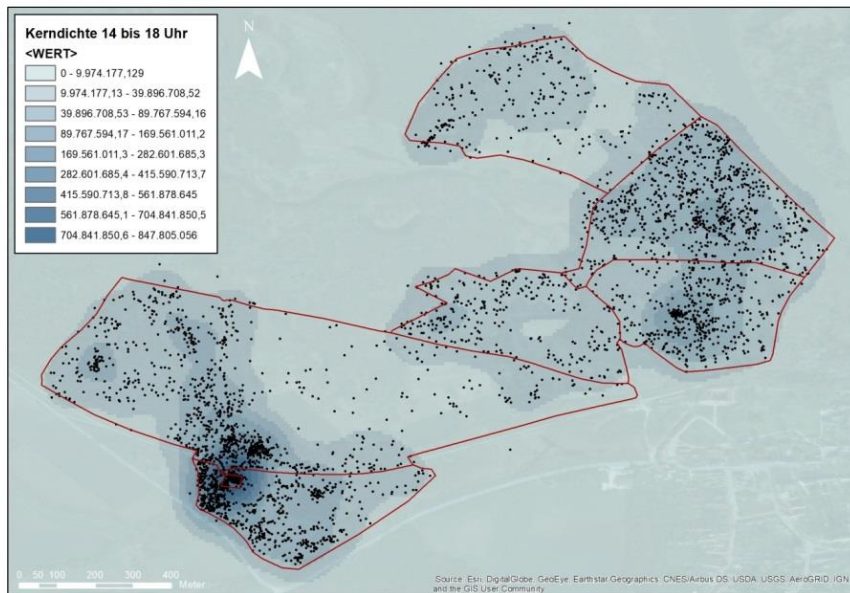 Kerndichte 14 bis 18 Uhr
<WERT>
0 - 9.974.177,129
9.974.177,13 - 39.896.708,52
39.896.708,53 - 89.767.594,16
89.767.594,17 - 169.561.011,2
169.561.011,3 - 282.601.685,3
282.601.685,4 - 415.590.713,7
415.590.713,8 - 561.878.645
561.878.645,1 - 704.841.850,5
704.841.850,6 - 847.805.056
N
0 50 100 200 300 400
Meter
Source: Esri, DigitalGlobe, GeoEye, Earthstar Geographics, CNES/Airbus DS, USDA, USGS, AeroGRID, IGN,
and the GIS User Community